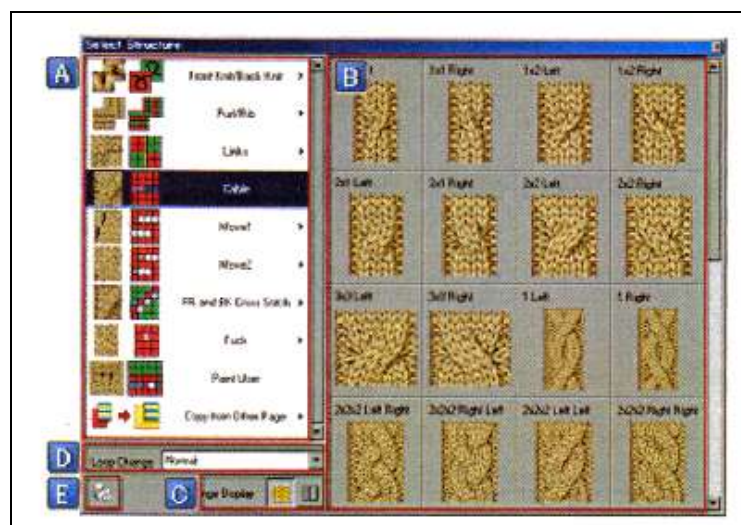 Select Structure
A
Front Knit/Back Knit
Purl/Rib
Links
Cable
Move1
Move2
FR and BK Cross Stitch
Tuck
Point User
Copy from Other Page
B
1x1 Right
1x2 Left
1x2 Right
2x1 Left
2x1 Right
2x2 Left
2x2 Right
3x3 Left
3x3 Right
1 Left
1 Right
2x2x2 Left Right
2x2x2 Right Left
2x2x2 Left Left
2x2x2 Right Right
D
Loop Change Normal
E
C
Display